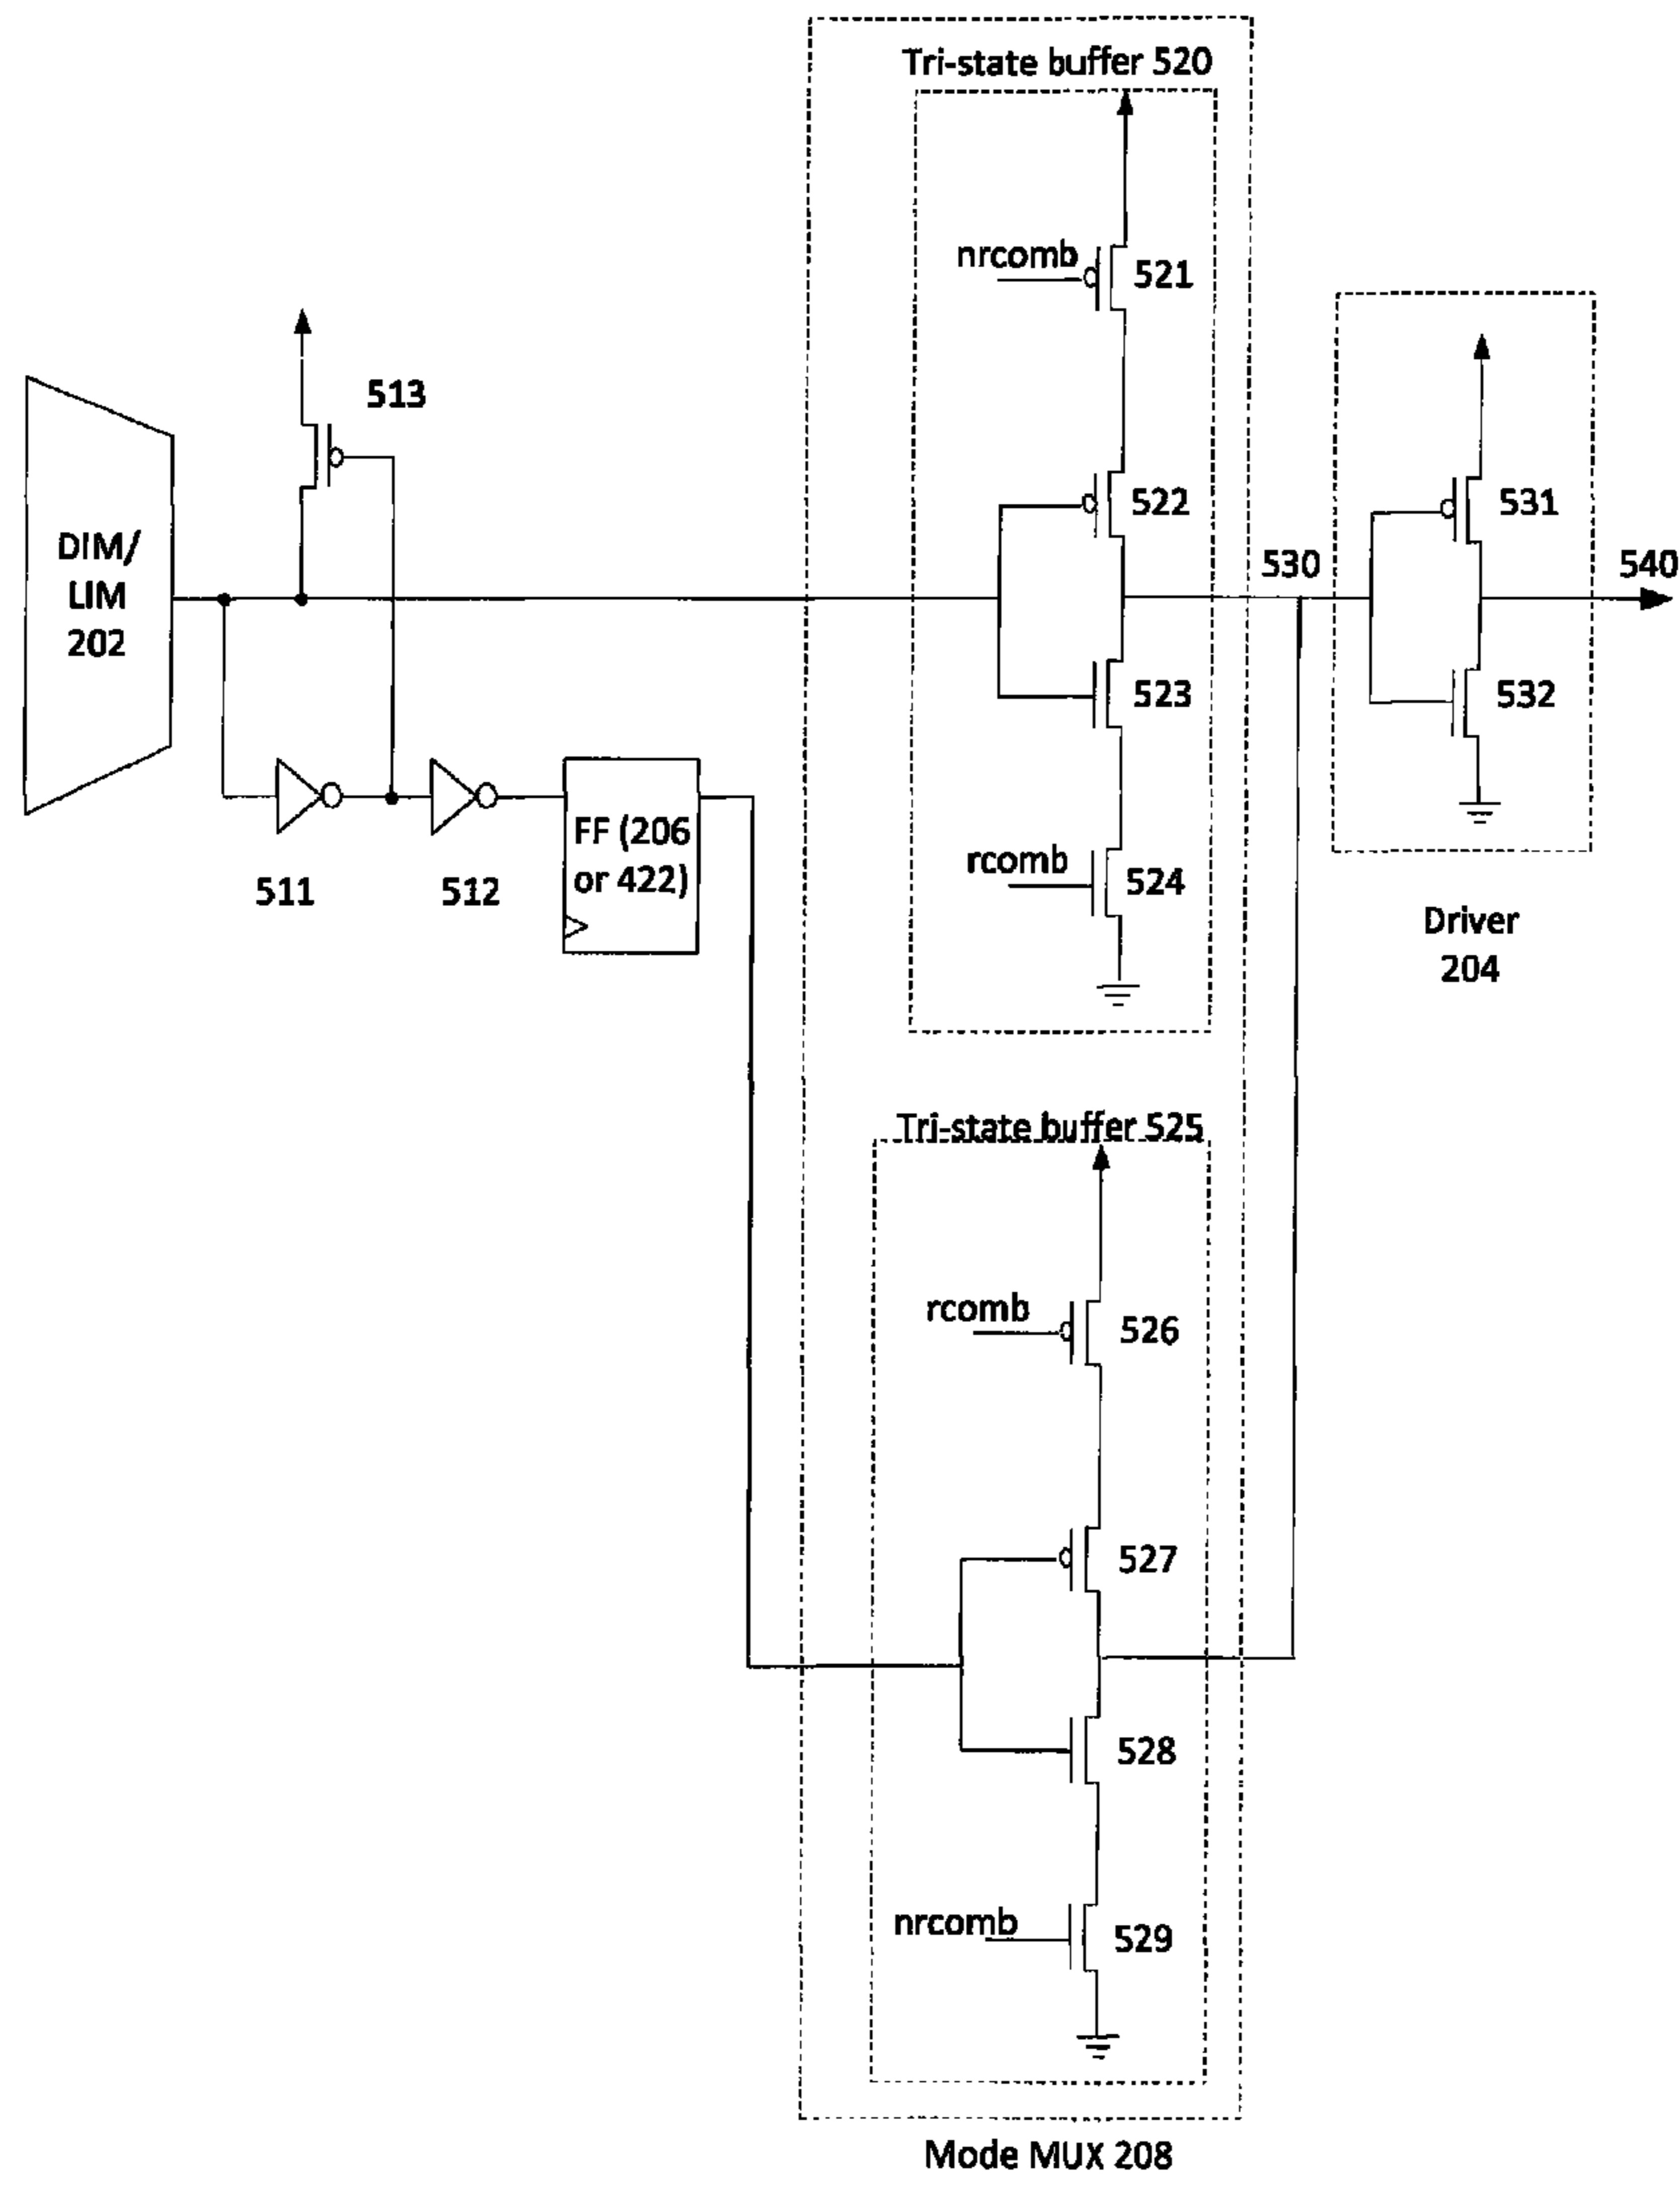 Tri-state buffer 520
nrcomb
521
513
522
531
DIM/
LIM
202
530
540
523
532
FF (206
or 422)
rcomb
524
511
512
Driver
204
Tri-state buffer 525
rcomb
526
527
528
nrcomb
529
Mode MUX 208